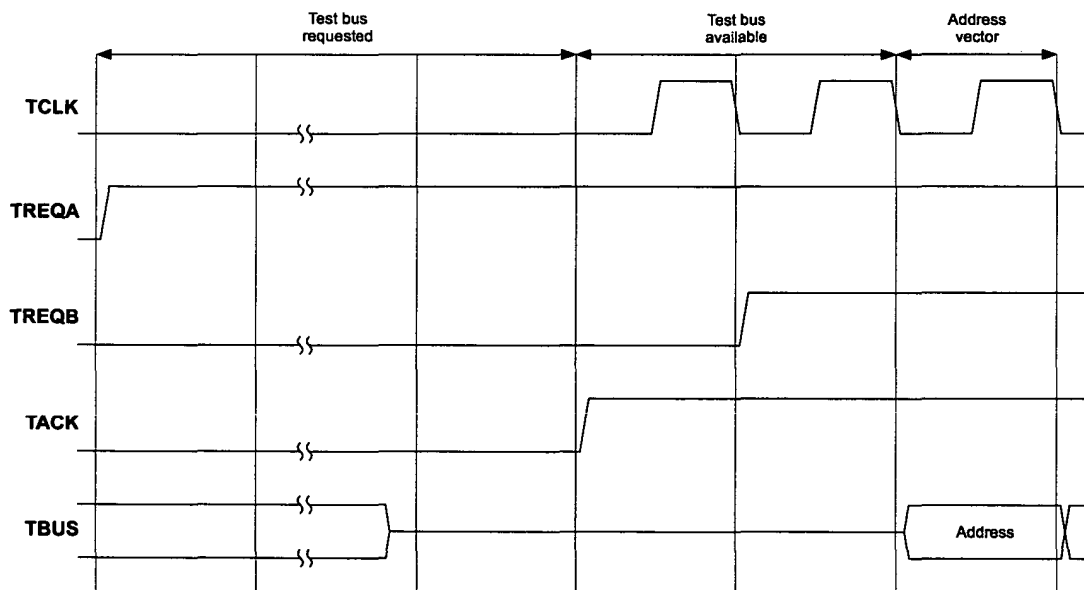 Test bus
requested
Test bus
available
Address
vector
TCLK
TREQA
TREQB
TACK
TBUS
Address